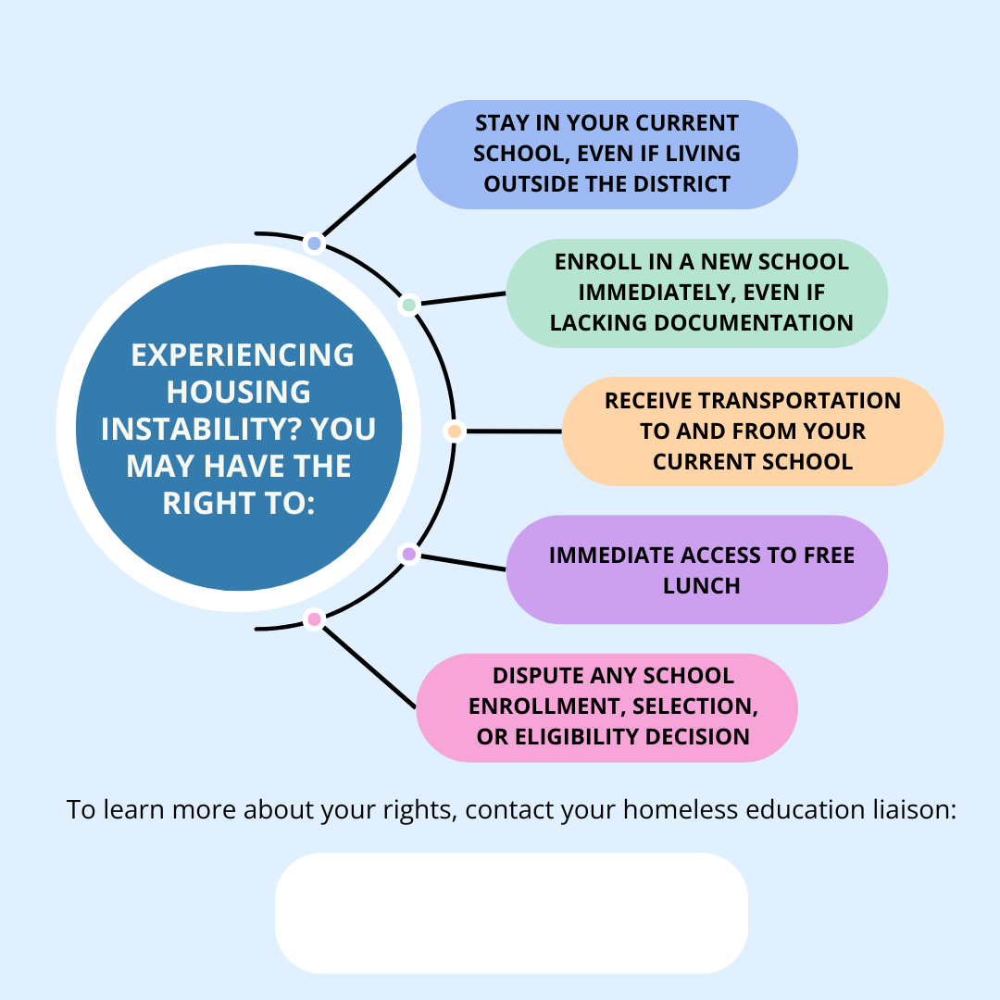 EXPERIENCING
HOUSING
INSTABILITY? YOU
MAY HAVE THE
RIGHT TO:
STAY IN YOUR CURRENT
SCHOOL, EVEN IF LIVING
OUTSIDE THE DISTRICT
ENROLL IN A NEW SCHOOL
IMMEDIATELY, EVEN IF
LACKING DOCUMENTATION
RECEIVE TRANSPORTATION
TO AND FROM YOUR
CURRENT SCHOOL
IMMEDIATE ACCESS TO FREE
LUNCH
DISPUTE ANY SCHOOL
ENROLLMENT, SELECTION,
OR ELIGIBILITY DECISION
To learn more about your rights, contact your homeless education liaison: